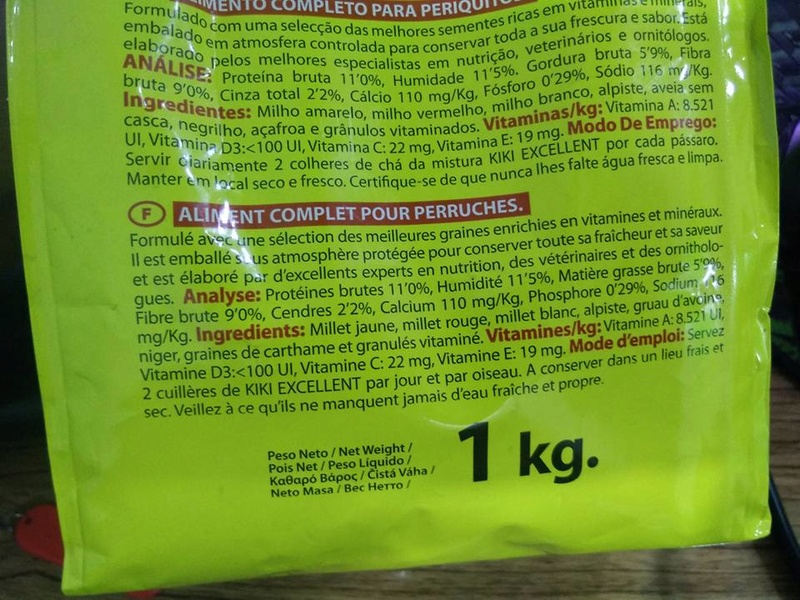 ALIMENTO COMPLETO PARA PERIQUITOS
Formulado com uma selecção das melhores sementes ricas em vitaminas e minerais,
embalado em atmosfera controlada para conservar toda a sua frescura e sabor. Está
elaborado pelos melhores especialistas em nutrição, veterinários e ornitólogos.
ANÁLISE: Proteína bruta 11'0%, Humidade 11'5%. Gordura bruta 5'9%, Fibra
bruta 9'0%, Cinza total 2'2%, Cálcio 110 mg/Kg, Fósforo 0'29%, Sódio 116 mg/Kg.
Ingredientes: Milho amarelo, milho vermelho, milho branco, alpiste, aveia sem
casca, negrilho, açafroa e grânulos vitaminados. Vitaminas/kg: Vitamina A: 8.521
UI, Vitamina D3:<100 UI, Vitamina C: 22 mg, Vitamina E: 19 mg. Modo De Emprego:
Servir diariamente 2 colheres de chá da mistura KIKI EXCELLENT por cada pássaro.
Manter em local seco e fresco. Certifique-se de que nunca lhes falte água fresca e limpa.
F ALIMENT COMPLET POUR PERRUCHES.
Formulé avec une sélection des meilleures graines enrichies en vitamines et minéraux.
Il est emballé sous atmosphère protégée pour conserver toute sa fraîcheur et sa saveur
et est élaboré par d'excellents experts en nutrition, des vétérinaires et des ornitholo-
gues. Analyse: Protéines brutes 11'0%, Humidité 11'5%, Matière grasse brute 5'9%,
Fibre brute 9'0%, Cendres 2'2%, Calcium 110 mg/Kg, Phosphore 0'29%, Sodium 116
mg/Kg. Ingredients: Millet jaune, millet rouge, millet blanc, alpiste, gruau d'avoine,
niger, graines de carthame et granulés vitaminé. Vitamines/kg: Vitamine A: 8.521 UI,
Vitamine D3:<100 UI, Vitamine C: 22 mg, Vitamine E: 19 mg. Mode d'emploi: Servez
2 cuillères de KIKI EXCELLENT par jour et par oiseau. A conserver dans un lieu frais et
sec. Veillez à ce qu'ils ne manquent jamais d'eau fraîche et propre.
Peso Neto / Net Weight /
Pois Net / Peso Líquido /
Καθαρό Βάρος / Čistá Váha /
Neto Masa / Вес Нетто /
1 kg.